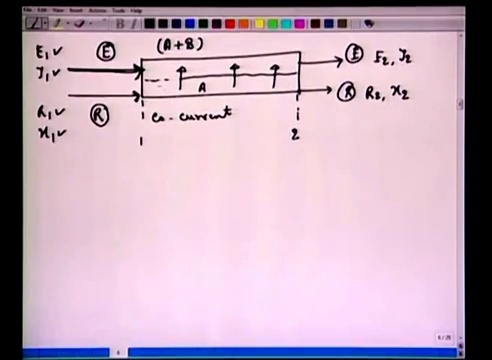 (A+B)
E₁ ✓ (E)
y₁ ✓
A
(E) E₂, y₂
R₁ ✓ (R)
x₁ ✓
(R) R₂, x₂
1 co-current 2
B